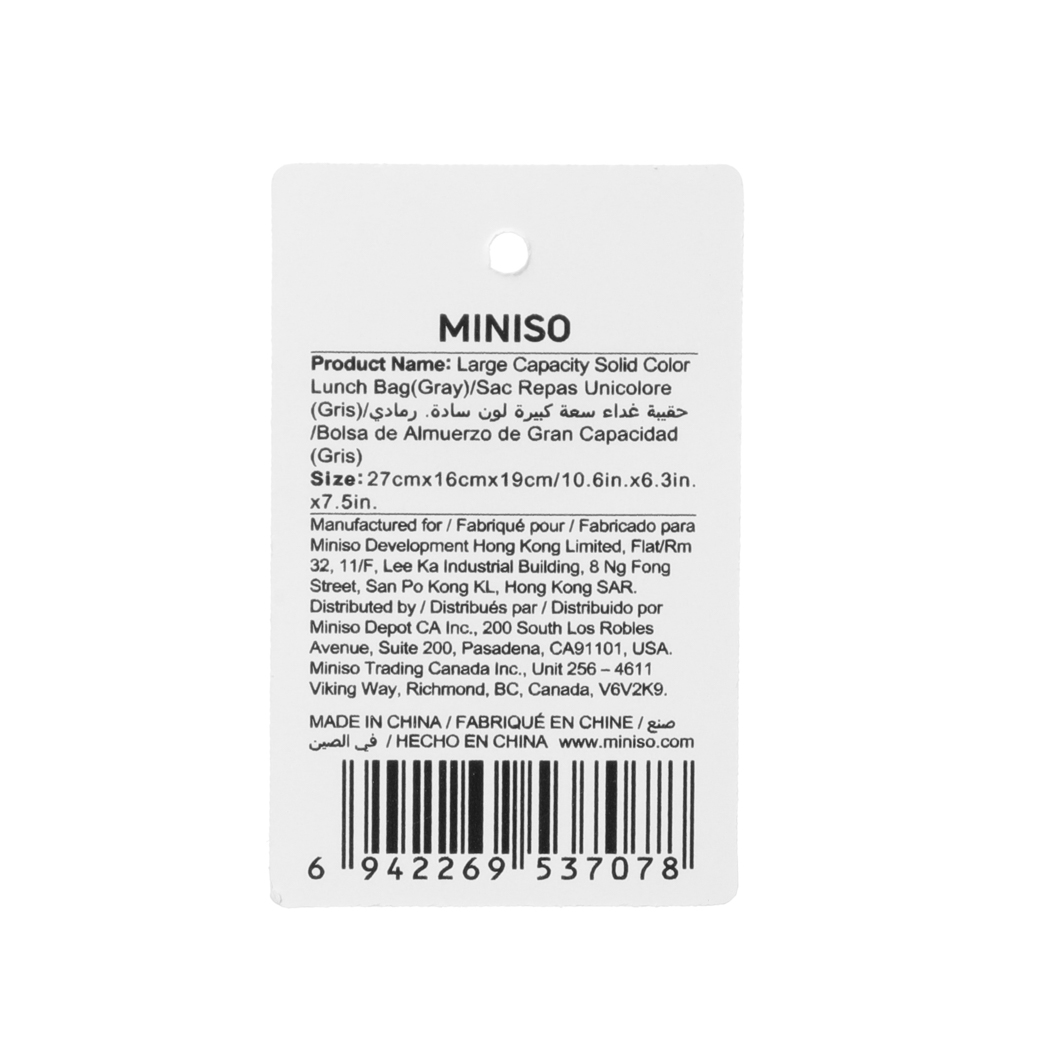 MINISO
Product Name: Large Capacity Solid Color
Lunch Bag(Gray)/Sac Repas Unicolore
(Gris)/حقيبة غداء سعة كبيرة لون سادة. رمادي
/Bolsa de Almuerzo de Gran Capacidad
(Gris)
Size: 27cmx16cmx19cm/10.6in.x6.3in.
x7.5in.
Manufactured for / Fabriqué pour / Fabricado para
Miniso Development Hong Kong Limited, Flat/Rm
32, 11/F, Lee Ka Industrial Building, 8 Ng Fong
Street, San Po Kong KL, Hong Kong SAR.
Distributed by / Distribués par / Distribuido por
Miniso Depot CA Inc., 200 South Los Robles
Avenue, Suite 200, Pasadena, CA91101, USA.
Miniso Trading Canada Inc., Unit 256 – 4611
Viking Way, Richmond, BC, Canada, V6V2K9.
MADE IN CHINA / FABRIQUÉ EN CHINE / صنع
في الصين / HECHO EN CHINA www.miniso.com
6 942269 537078